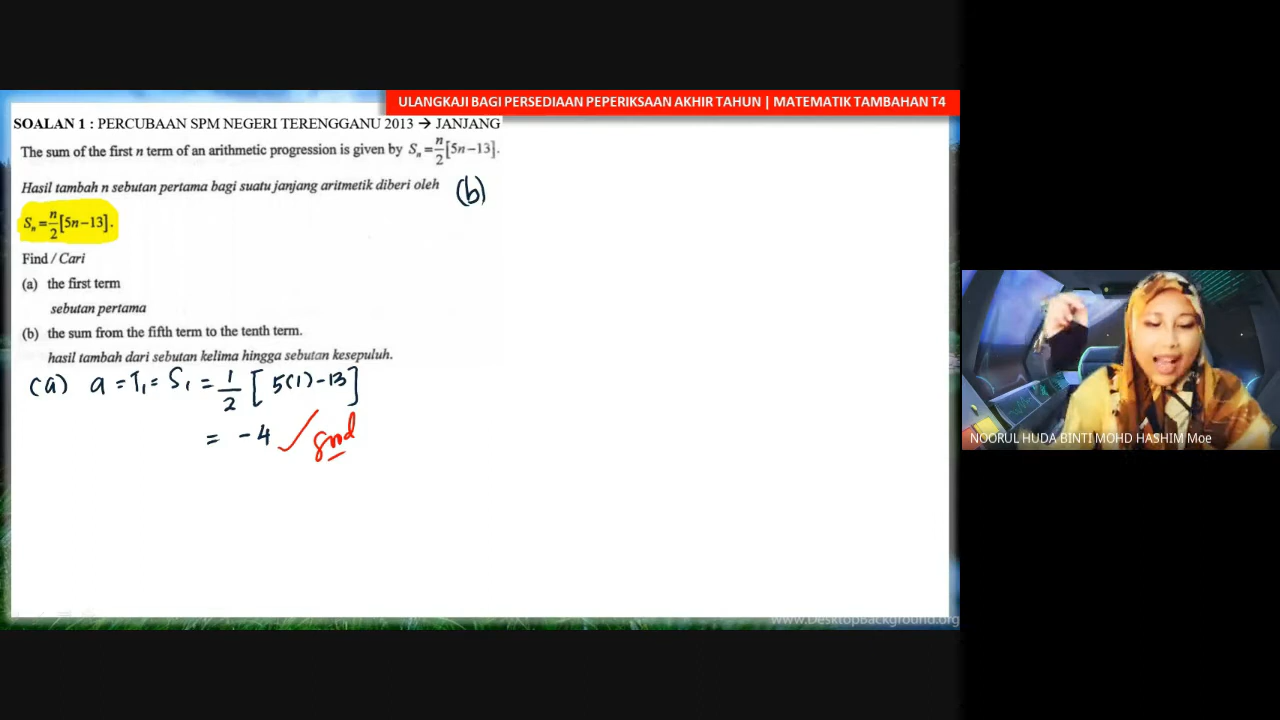 ULANGKAJI BAGI PERSEDIAAN PEPERIKSAAN AKHIR TAHUN | MATEMATIK TAMBAHAN T4
SOALAN 1 : PERCUBAAN SPM NEGERI TERENGGANU 2013 → JANJANG
The sum of the first n term of an arithmetic progression is given by Sₙ = n/2 [5n−13].
Hasil tambah n sebutan pertama bagi suatu janjang aritmetik diberi oleh
Sₙ = n/2 [5n−13].
Find / Cari
(a) the first term
sebutan pertama
(b) the sum from the fifth term to the tenth term.
hasil tambah dari sebutan kelima hingga sebutan kesepuluh.
(a) a = T₁ = S₁ = 1/2 [ 5(1) − 13 ]
= −4 ✓
(b)
NOORUL HUDA BINTI MOHD HASHIM Moe
www.DesktopBackground.org